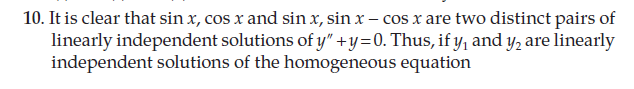 10. It is clear that sin x, cos x and sin x, sin x – cos x are two distinct pairs of
linearly independent solutions of y″ +y=0. Thus, if y₁ and y₂ are linearly
independent solutions of the homogeneous equation